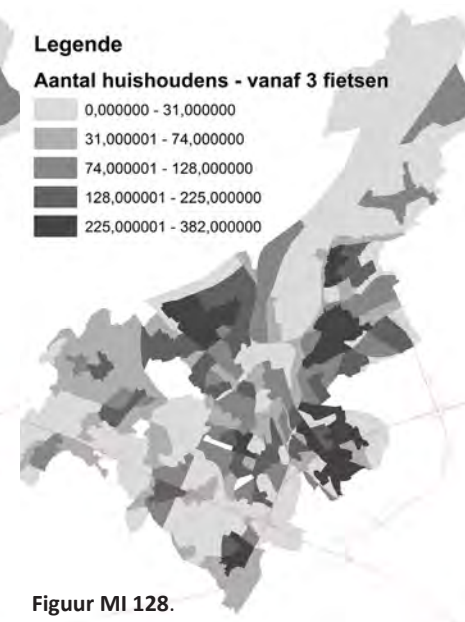 Legende
Aantal huishoudens - vanaf 3 fietsen
0,000000 - 31,000000
31,000001 - 74,000000
74,000001 - 128,000000
128,000001 - 225,000000
225,000001 - 382,000000
Figuur MI 128.